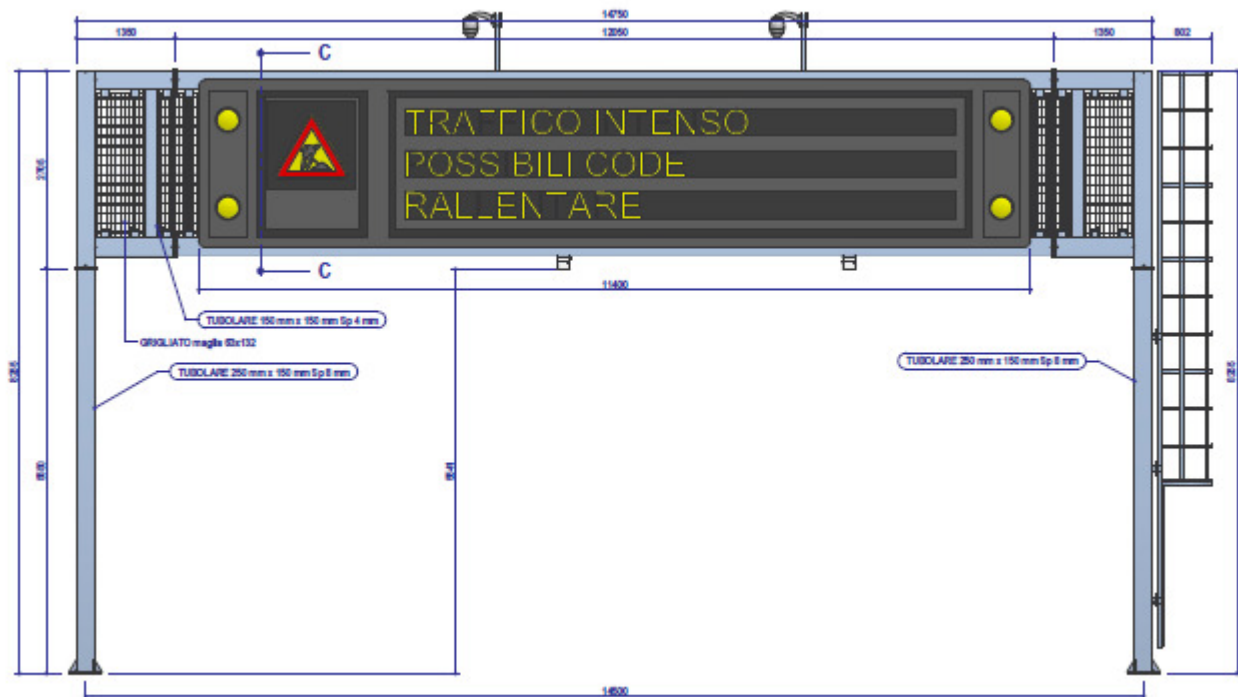 14750
1350
12050
1350
802
C
TRAFFICO INTENSO
POSS BILI CODE
RALLENTARE
C
11400
TUBOLARE 150 mm x 150 mm Sp 4 mm
GRIGLIATO maglia 63x132
TUBOLARE 250 mm x 150 mm Sp 8 mm
TUBOLARE 250 mm x 150 mm Sp 8 mm
14500